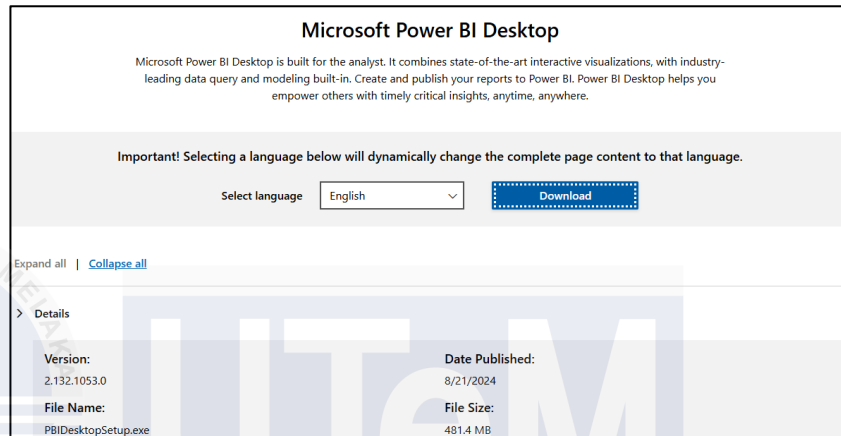 Microsoft Power BI Desktop
Microsoft Power BI Desktop is built for the analyst. It combines state-of-the-art interactive visualizations, with industry-
leading data query and modeling built-in. Create and publish your reports to Power BI. Power BI Desktop helps you
empower others with timely critical insights, anytime, anywhere.
Important! Selecting a language below will dynamically change the complete page content to that language.
Select language English Download
Expand all | Collapse all
MELAKA
UTeM
> Details
Version: Date Published:
2.132.1053.0 8/21/2024
File Name: File Size:
PBIDesktopSetup.exe 481.4 MB